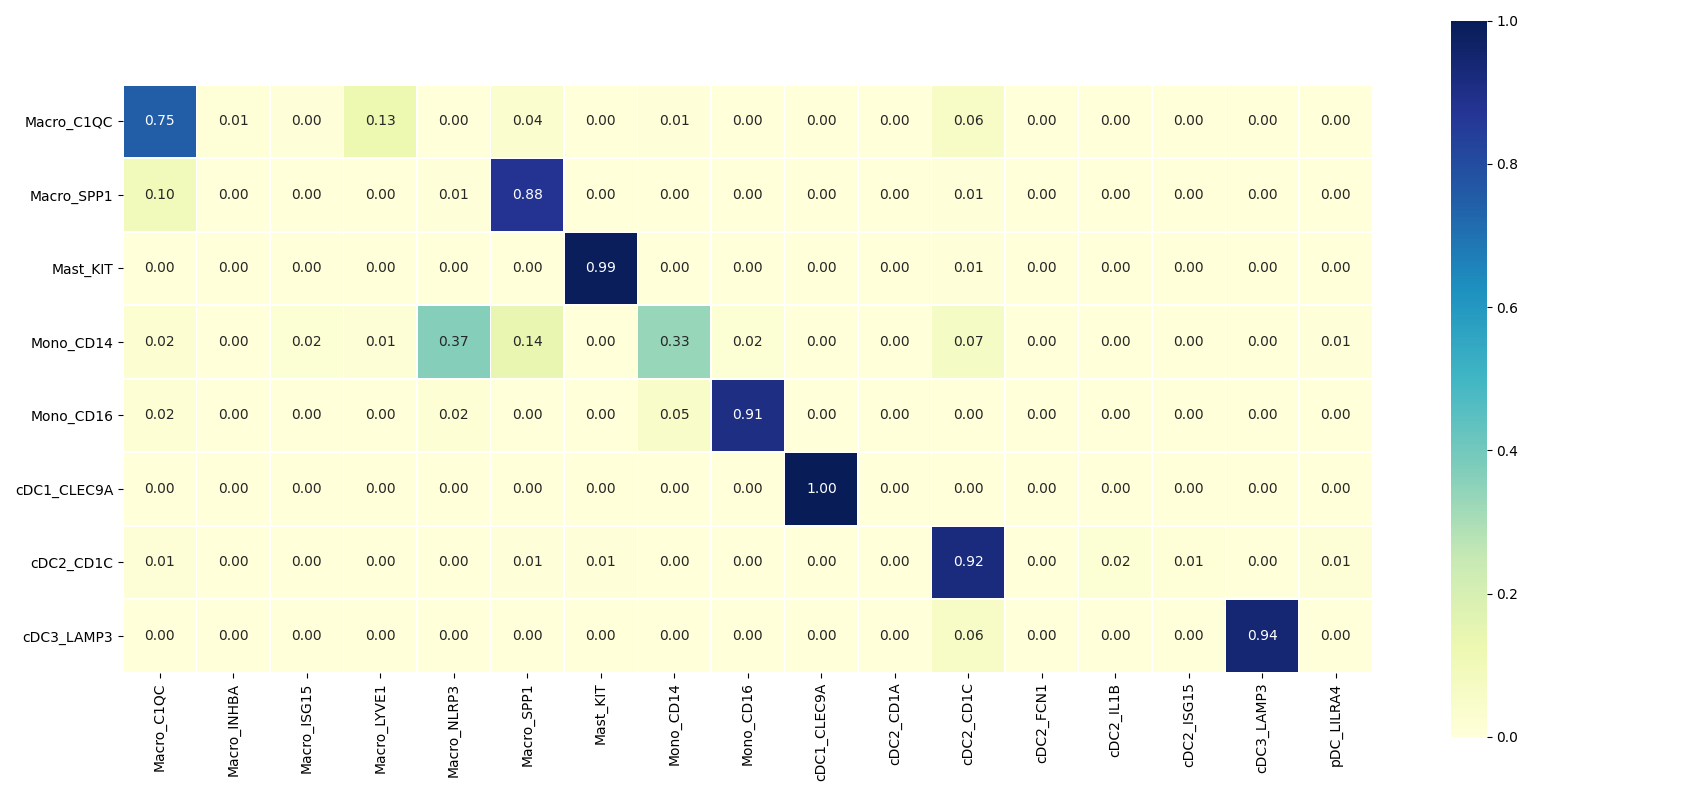 1.0
Macro_C1QC 0.75 0.01 0.00 0.13 0.00 0.04 0.00 0.01 0.00 0.00 0.00 0.06 0.00 0.00 0.00 0.00 0.00
0.8
Macro_SPP1 0.10 0.00 0.00 0.00 0.01 0.88 0.00 0.00 0.00 0.00 0.00 0.01 0.00 0.00 0.00 0.00 0.00
Mast_KIT 0.00 0.00 0.00 0.00 0.00 0.00 0.99 0.00 0.00 0.00 0.00 0.01 0.00 0.00 0.00 0.00 0.00
0.6
Mono_CD14 0.02 0.00 0.02 0.01 0.37 0.14 0.00 0.33 0.02 0.00 0.00 0.07 0.00 0.00 0.00 0.00 0.01
Mono_CD16 0.02 0.00 0.00 0.00 0.02 0.00 0.00 0.05 0.91 0.00 0.00 0.00 0.00 0.00 0.00 0.00 0.00
0.4
cDC1_CLEC9A 0.00 0.00 0.00 0.00 0.00 0.00 0.00 0.00 0.00 1.00 0.00 0.00 0.00 0.00 0.00 0.00 0.00
cDC2_CD1C 0.01 0.00 0.00 0.00 0.00 0.01 0.01 0.00 0.00 0.00 0.00 0.92 0.00 0.02 0.01 0.00 0.01
0.2
cDC3_LAMP3 0.00 0.00 0.00 0.00 0.00 0.00 0.00 0.00 0.00 0.00 0.00 0.06 0.00 0.00 0.00 0.94 0.00
0.0
Macro_C1QC
Macro_INHBA
Macro_ISG15
Macro_LYVE1
Macro_NLRP3
Macro_SPP1
Mast_KIT
Mono_CD14
Mono_CD16
cDC1_CLEC9A
cDC2_CD1A
cDC2_CD1C
cDC2_FCN1
cDC2_IL1B
cDC2_ISG15
cDC3_LAMP3
pDC_LILRA4